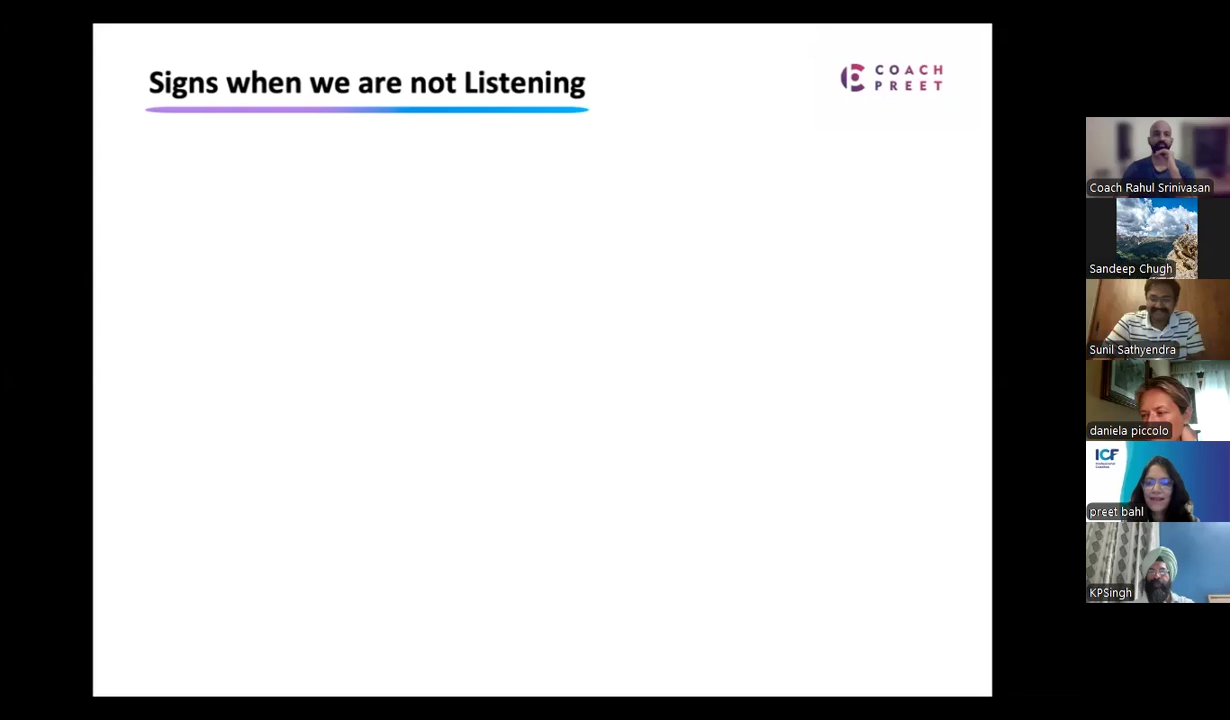 Signs when we are not Listening
COACH
PREET
Coach Rahul Srinivasan
Sandeep Chugh
Sunil Sathyendra
daniela piccolo
ICF
preet bahl
KPSingh